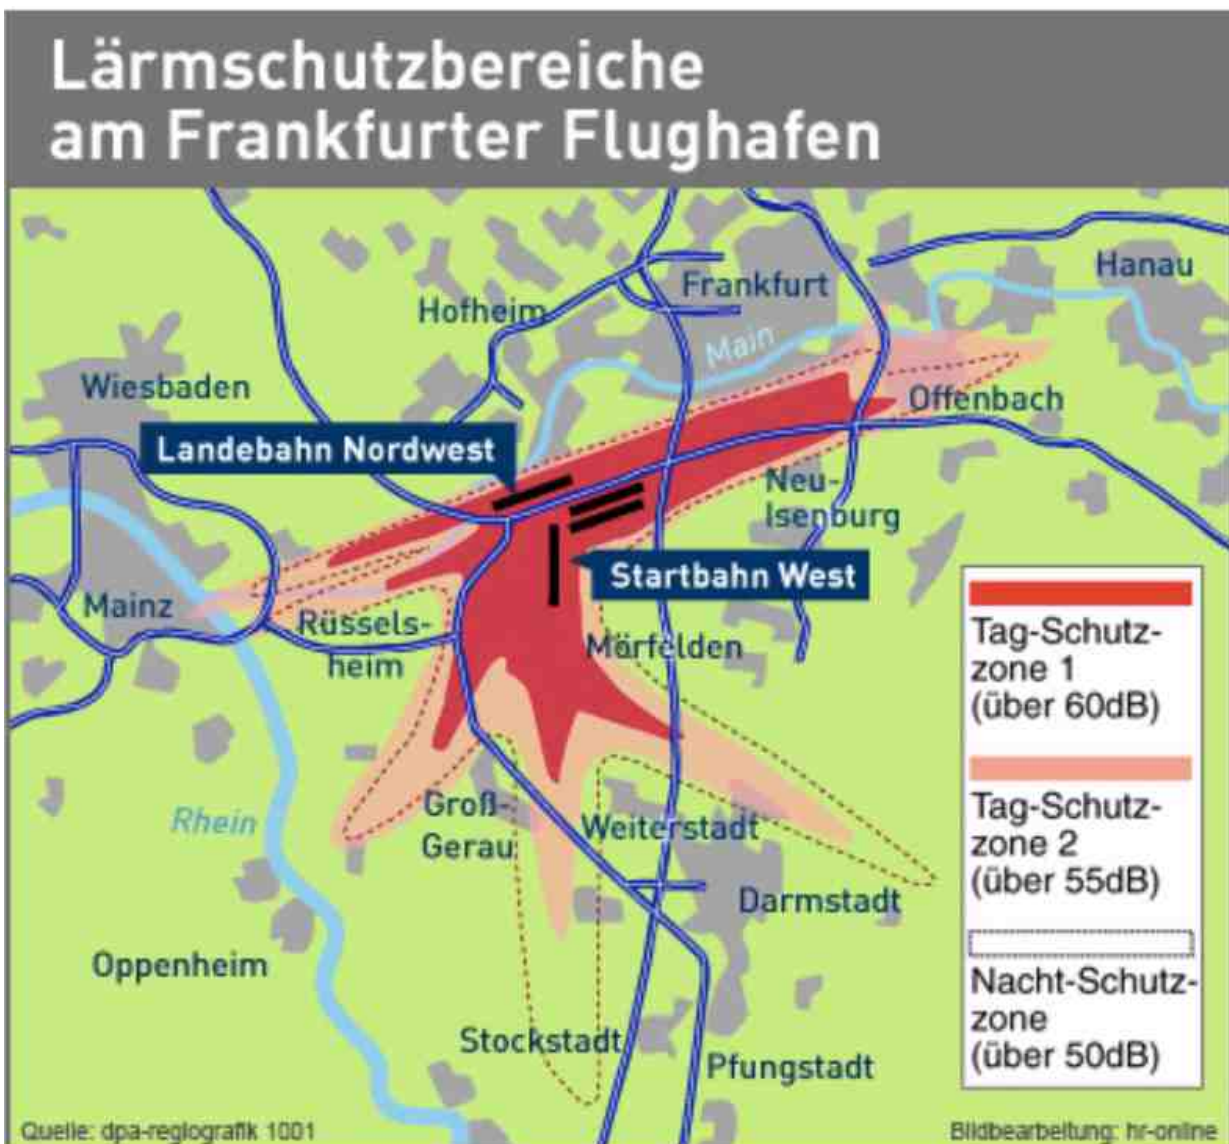 Lärmschutzbereiche
am Frankfurter Flughafen
Hanau
Frankfurt
Hofheim
Main
Wiesbaden
Offenbach
Landebahn Nordwest
Neu-
Isenburg
Startbahn West
Mainz
Rüssels-
heim
Mörfelden
Tag-Schutz-
zone 1
(über 60dB)
Tag-Schutz-
zone 2
(über 55dB)
Nacht-Schutz-
zone
(über 50dB)
Rhein
Groß-
Gerau
Weiterstadt
Darmstadt
Oppenheim
Stockstadt
Pfungstadt
Quelle: dpa-regiografik 1001
Bildbearbeitung: hr-online